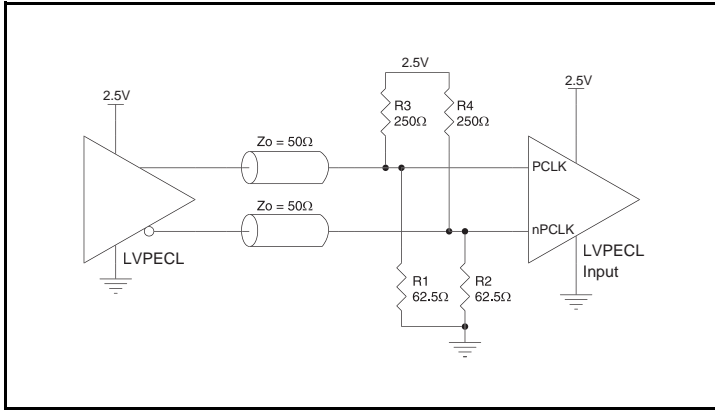 2.5V
2.5V
2.5V
R3
250Ω
R4
250Ω
Zo = 50Ω
PCLK
Zo = 50Ω
nPCLK
LVPECL
LVPECL
Input
R1
62.5Ω
R2
62.5Ω